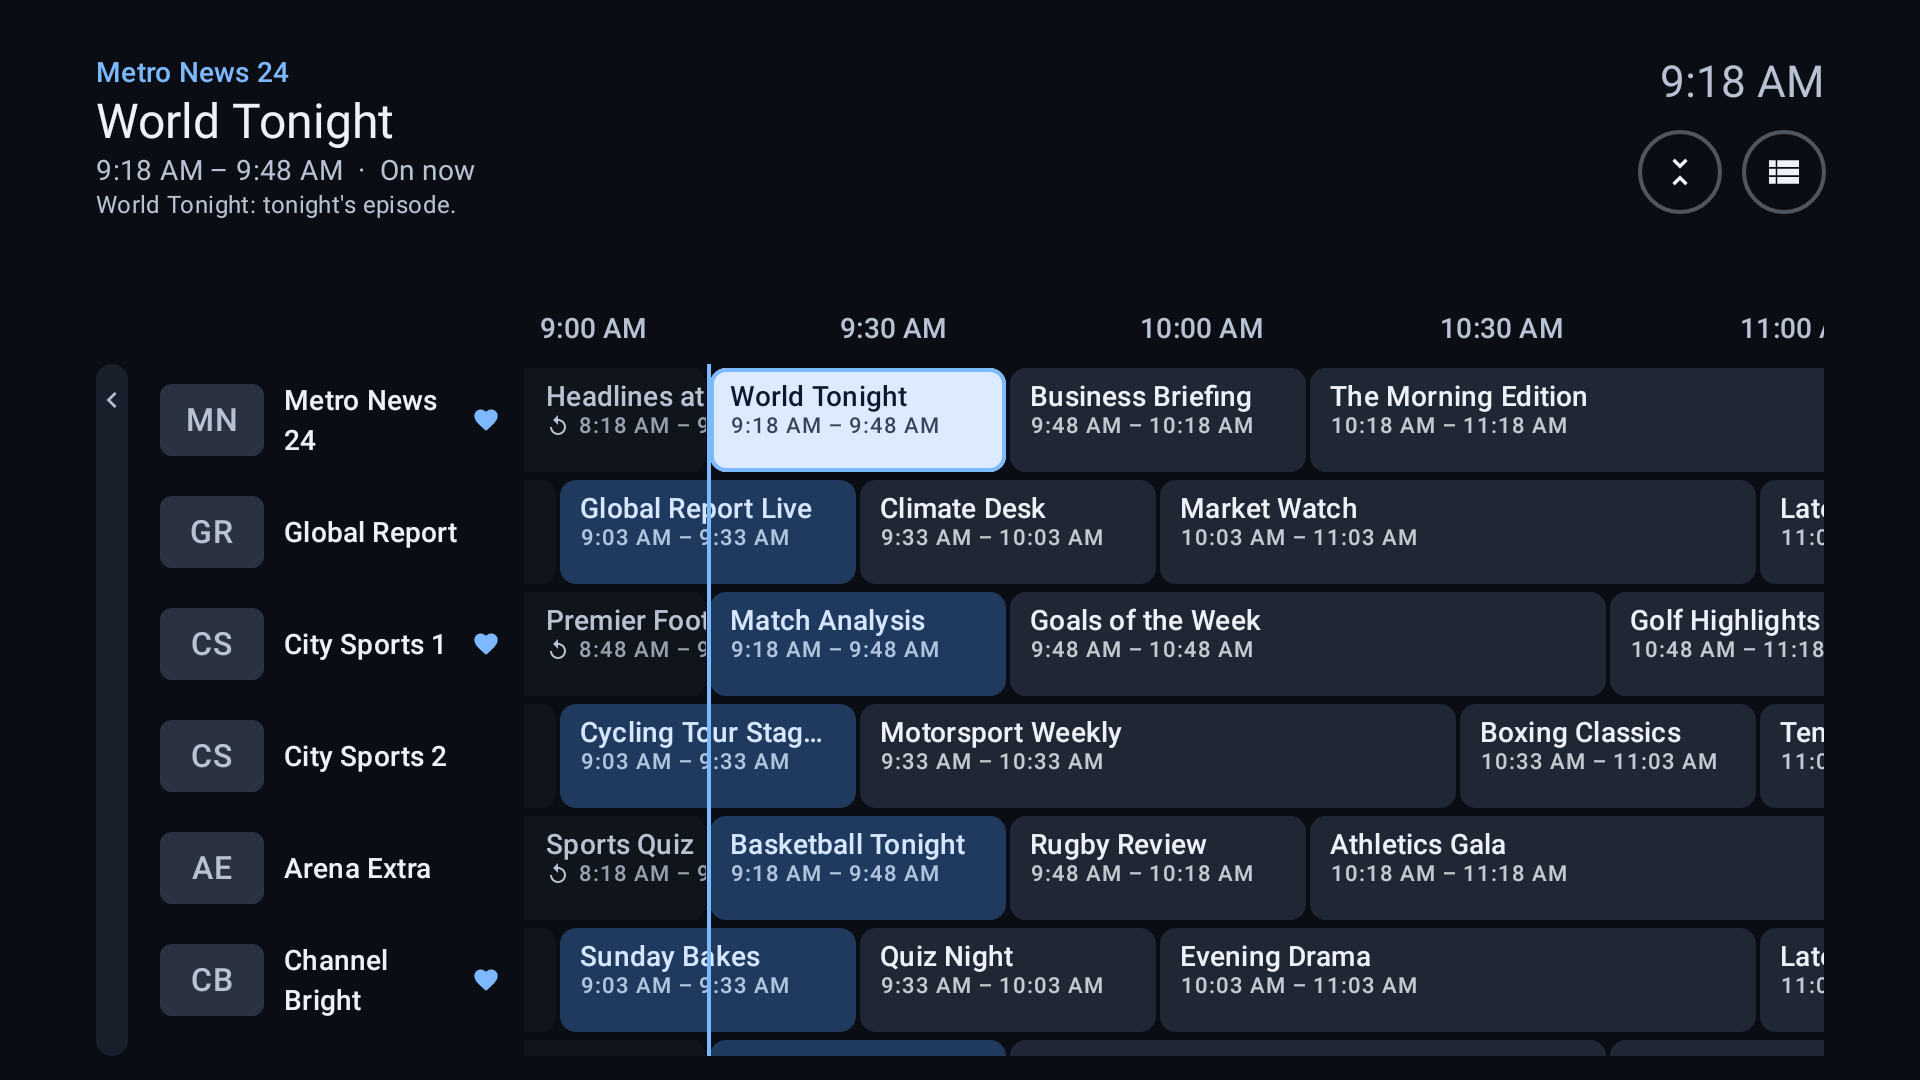 Metro News 24
World Tonight
9:18 AM – 9:48 AM · On now
World Tonight: tonight's episode.
9:18 AM
9:00 AM 9:30 AM 10:00 AM 10:30 AM 11:00
MN Metro News 24
Headlines at
8:18 AM –
World Tonight
9:18 AM – 9:48 AM
Business Briefing
9:48 AM – 10:18 AM
The Morning Edition
10:18 AM – 11:18 AM
GR Global Report
Global Report Live
9:03 AM – 9:33 AM
Climate Desk
9:33 AM – 10:03 AM
Market Watch
10:03 AM – 11:03 AM
CS City Sports 1
Premier
8:48 AM –
Match Analysis
9:18 AM – 9:48 AM
Goals of the Week
9:48 AM – 10:48 AM
Golf Highlights
10:48 AM – 11:18
CS City Sports 2
Cycling Tour Stag...
9:03 AM – 9:33 AM
Motorsport Weekly
9:33 AM – 10:33 AM
Boxing Classics
10:33 AM – 11:03 AM
AE Arena Extra
Sports Quiz
8:18 AM –
Basketball Tonight
9:18 AM – 9:48 AM
Rugby Review
9:48 AM – 10:18 AM
Athletics Gala
10:18 AM – 11:18 AM
CB Channel Bright
Sunday Bakes
9:03 AM – 9:33 AM
Quiz Night
9:33 AM – 10:03 AM
Evening Drama
10:03 AM – 11:03 AM